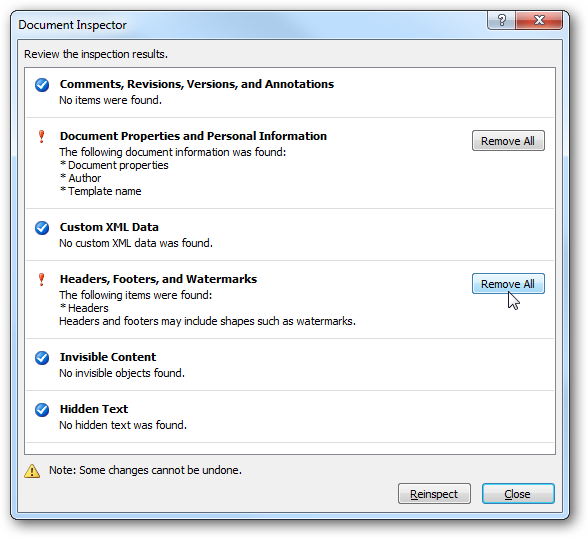 Document Inspector
Review the inspection results.
Comments, Revisions, Versions, and Annotations
No items were found.
Document Properties and Personal Information
Remove All
The following document information was found:
* Document properties
* Author
* Template name
Custom XML Data
No custom XML data was found.
Headers, Footers, and Watermarks
Remove All
The following items were found:
* Headers
Headers and footers may include shapes such as watermarks.
Invisible Content
No invisible objects found.
Hidden Text
No hidden text was found.
Note: Some changes cannot be undone.
Reinspect
Close